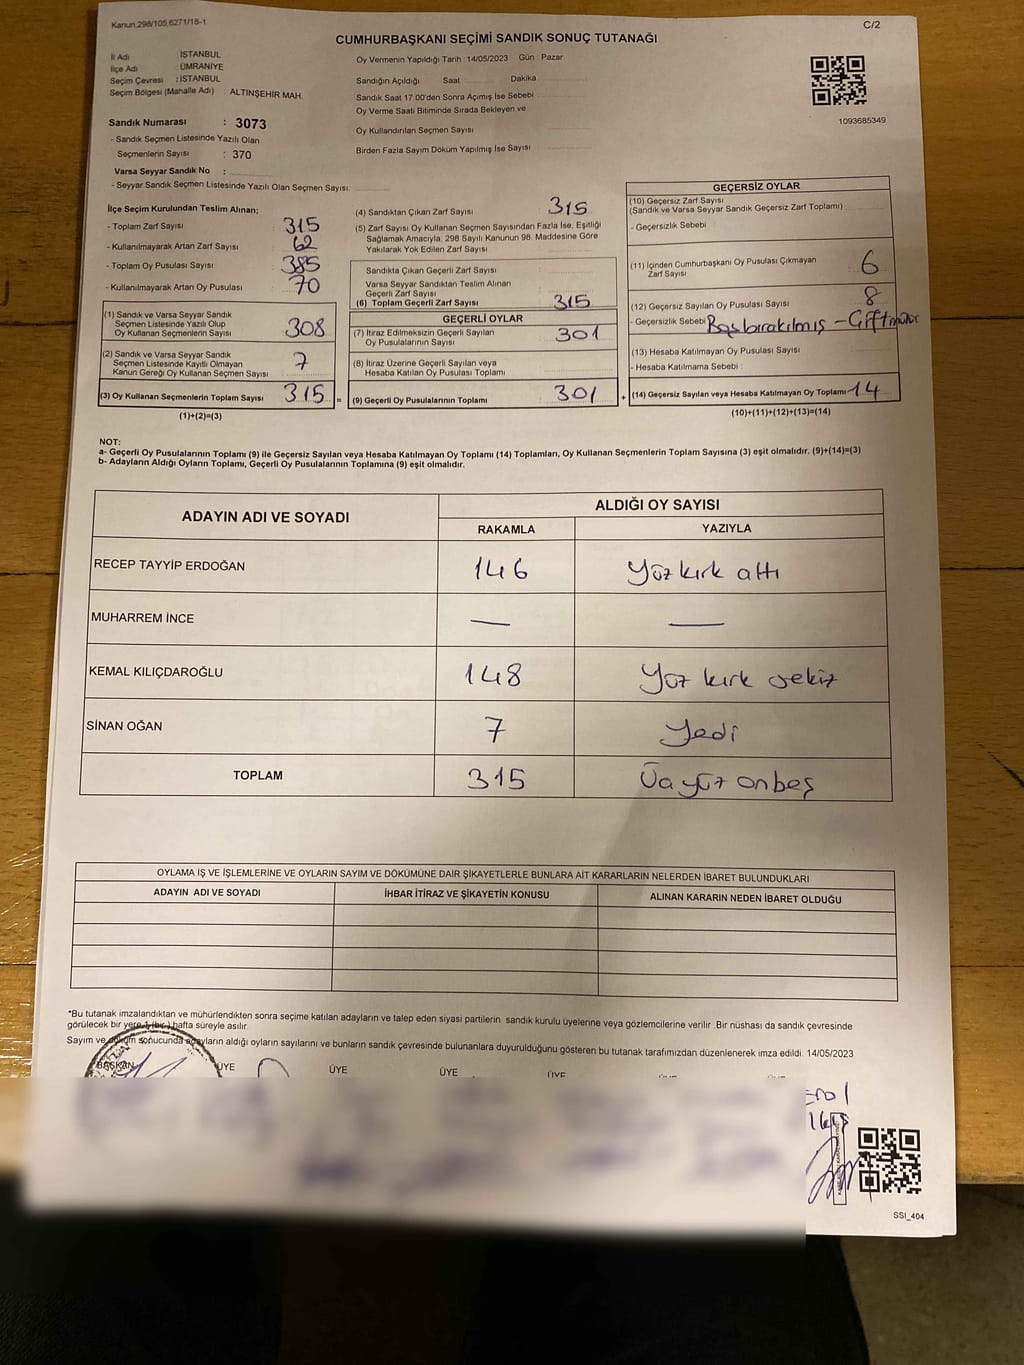 Kanun:298/105,6271/18-1
C/2
CUMHURBAŞKANI SEÇİMİ SANDIK SONUÇ TUTANAĞI
İl Adı : İSTANBUL
İlçe Adı : ÜMRANİYE
Seçim Çevresi : İSTANBUL
Seçim Bölgesi (Mahalle Adı) : ALTINŞEHİR MAH.
Sandık Numarası : 3073
- Sandık Seçmen Listesinde Yazılı Olan
Seçmenlerin Sayısı : 370
Varsa Seyyar Sandık No :
- Seyyar Sandık Seçmen Listesinde Yazılı Olan Seçmen Sayısı:
Oy Vermenin Yapıldığı Tarih :14/05/2023 Gün : Pazar
Sandığın Açıldığı Saat Dakika
Sandık Saat 17.00'den Sonra Açımış İse Sebebi
Oy Verme Saati Bitiminde Sırada Bekleyen ve
Oy Kullandırılan Seçmen Sayısı
Birden Fazla Sayım Döküm Yapılmış İse Sayısı
1093685349
İlçe Seçim Kurulundan Teslim Alınan;
- Toplam Zarf Sayısı 315
- Kullanılmayarak Artan Zarf Sayısı 62
- Toplam Oy Pusulası Sayısı 385
- Kullanılmayarak Artan Oy Pusulası 70
(1) Sandık ve Varsa Seyyar Sandık
Seçmen Listesinde Yazılı Olup
Oy Kullanan Seçmenlerin Sayısı 308
(2) Sandık ve Varsa Seyyar Sandık
Seçmen Listesinde Kayıtlı Olmayan
Kanun Gereği Oy Kullanan Seçmen Sayısı 7
(3) Oy Kullanan Seçmenlerin Toplam Sayısı 315 =
(1)+(2)=(3)
(4) Sandıktan Çıkan Zarf Sayısı 315
(5) Zarf Sayısı Oy Kullanan Seçmen Sayısından Fazla İse, Eşitliği
Sağlamak Amacıyla; 298 Sayılı Kanunun 98. Maddesine Göre
Yakılarak Yok Edilen Zarf Sayısı
Sandıkta Çıkan Geçerli Zarf Sayısı
Varsa Seyyar Sandıktan Teslim Alınan
Geçerli Zarf Sayısı
(6) Toplam Geçerli Zarf Sayısı 315
GEÇERLİ OYLAR
(7) İtiraz Edilmeksizin Geçerli Sayılan
Oy Pusulalarının Sayısı 301
(8) İtiraz Üzerine Geçerli Sayılan veya
Hesaba Katılan Oy Pusulası Toplamı
(9) Geçerli Oy Pusulalarının Toplamı 301 +
GEÇERSİZ OYLAR
(10) Geçersiz Zarf Sayısı
(Sandık ve Varsa Seyyar Sandık Geçersiz Zarf Toplamı)
- Geçersizlik Sebebi
(11) İçinden Cumhurbaşkanı Oy Pusulası Çıkmayan
Zarf Sayısı 6
(12) Geçersiz Sayılan Oy Pusulası Sayısı 8
- Geçersizlik Sebebi Boş bırakılmış - Çift mühür
(13) Hesaba Katılmayan Oy Pusulası Sayısı
- Hesaba Katılmama Sebebi
(14) Geçersiz Sayılan veya Hesaba Katılmayan Oy Toplamı 14
(10)+(11)+(12)+(13)=(14)
NOT:
a- Geçerli Oy Pusulalarının Toplamı (9) ile Geçersiz Sayılan veya Hesaba Katılmayan Oy Toplamı (14) Toplamları, Oy Kullanan Seçmenlerin Toplam Sayısına (3) eşit olmalıdır. (9)+(14)=(3)
b- Adayların Aldığı Oyların Toplamı, Geçerli Oy Pusulalarının Toplamına (9) eşit olmalıdır.
ADAYIN ADI VE SOYADI ALDIĞI OY SAYISI
RAKAMLA YAZIYLA
RECEP TAYYİP ERDOĞAN 146 Yüz kırk altı
MUHARREM İNCE — —
KEMAL KILIÇDAROĞLU 148 Yüz kırk sekiz
SİNAN OĞAN 7 Yedi
TOPLAM 315 Üçyüz onbeş
OYLAMA İŞ VE İŞLEMLERİNE VE OYLARIN SAYIM VE DÖKÜMÜNE DAİR ŞİKAYETLERLE BUNLARA AİT KARARLARIN NELERDEN İBARET BULUNDUKLARI
ADAYIN ADI VE SOYADI İHBAR İTİRAZ VE ŞİKAYETİN KONUSU ALINAN KARARIN NEDEN İBARET OLDUĞU
*Bu tutanak imzalandıktan ve mühürlendikten sonra seçime katılan adayların ve talep eden siyasi partilerin sandık kurulu üyelerine veya gözlemcilerine verilir. Bir nüshası da sandık çevresinde
görülecek bir yere 1 (bir) hafta süreyle asılır.
Sayım ve döküm sonucunda adayların aldığı oyların sayılarını ve bunların sandık çevresinde bulunanlara duyurulduğunu gösteren bu tutanak tarafımızdan düzenlenerek imza edildi. 14/05/2023
BAŞKAN ÜYE ÜYE ÜYE ÜYE
SSI_404